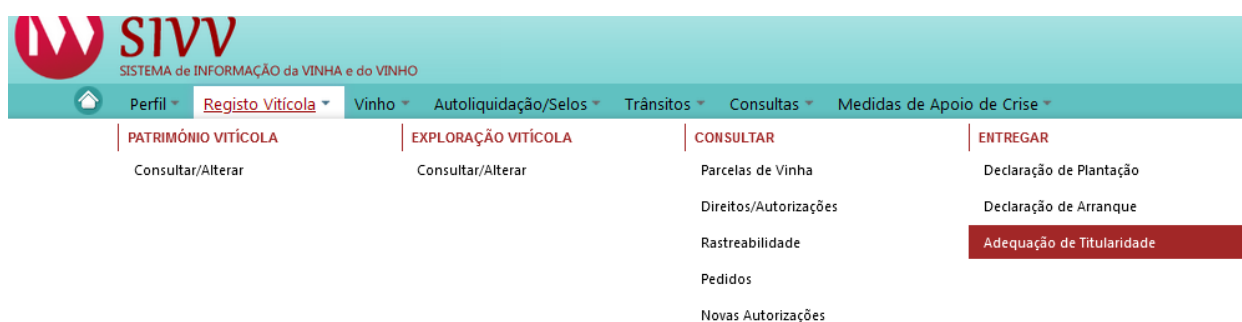 SIVV
SISTEMA de INFORMAÇÃO da VINHA e do VINHO
Perfil Registo Vitícola Vinho Autoliquidação/Selos Trânsitos Consultas Medidas de Apoio de Crise
PATRIMÓNIO VITÍCOLA EXPLORAÇÃO VITÍCOLA CONSULTAR ENTREGAR
Consultar/Alterar Consultar/Alterar Parcelas de Vinha Declaração de Plantação
Direitos/Autorizações Declaração de Arranque
Rastreabilidade Adequação de Titularidade
Pedidos
Novas Autorizações